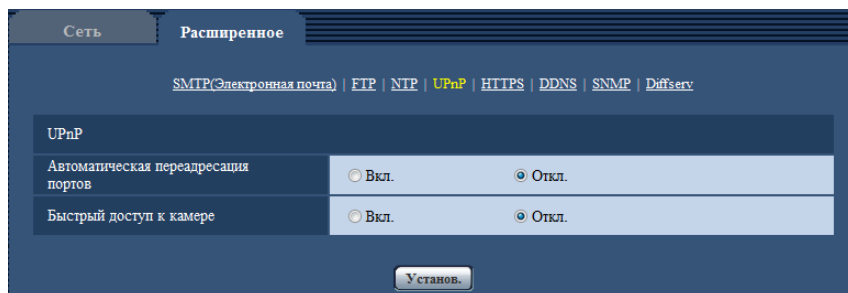 Сеть Расширенное
SMTP(Электронная почта) | FTP | NTP | UPnP | HTTPS | DDNS | SNMP | Diffserv
UPnP
Автоматическая переадресация
портов
Вкл. Откл.
Быстрый доступ к камере Вкл. Откл.
Установ.